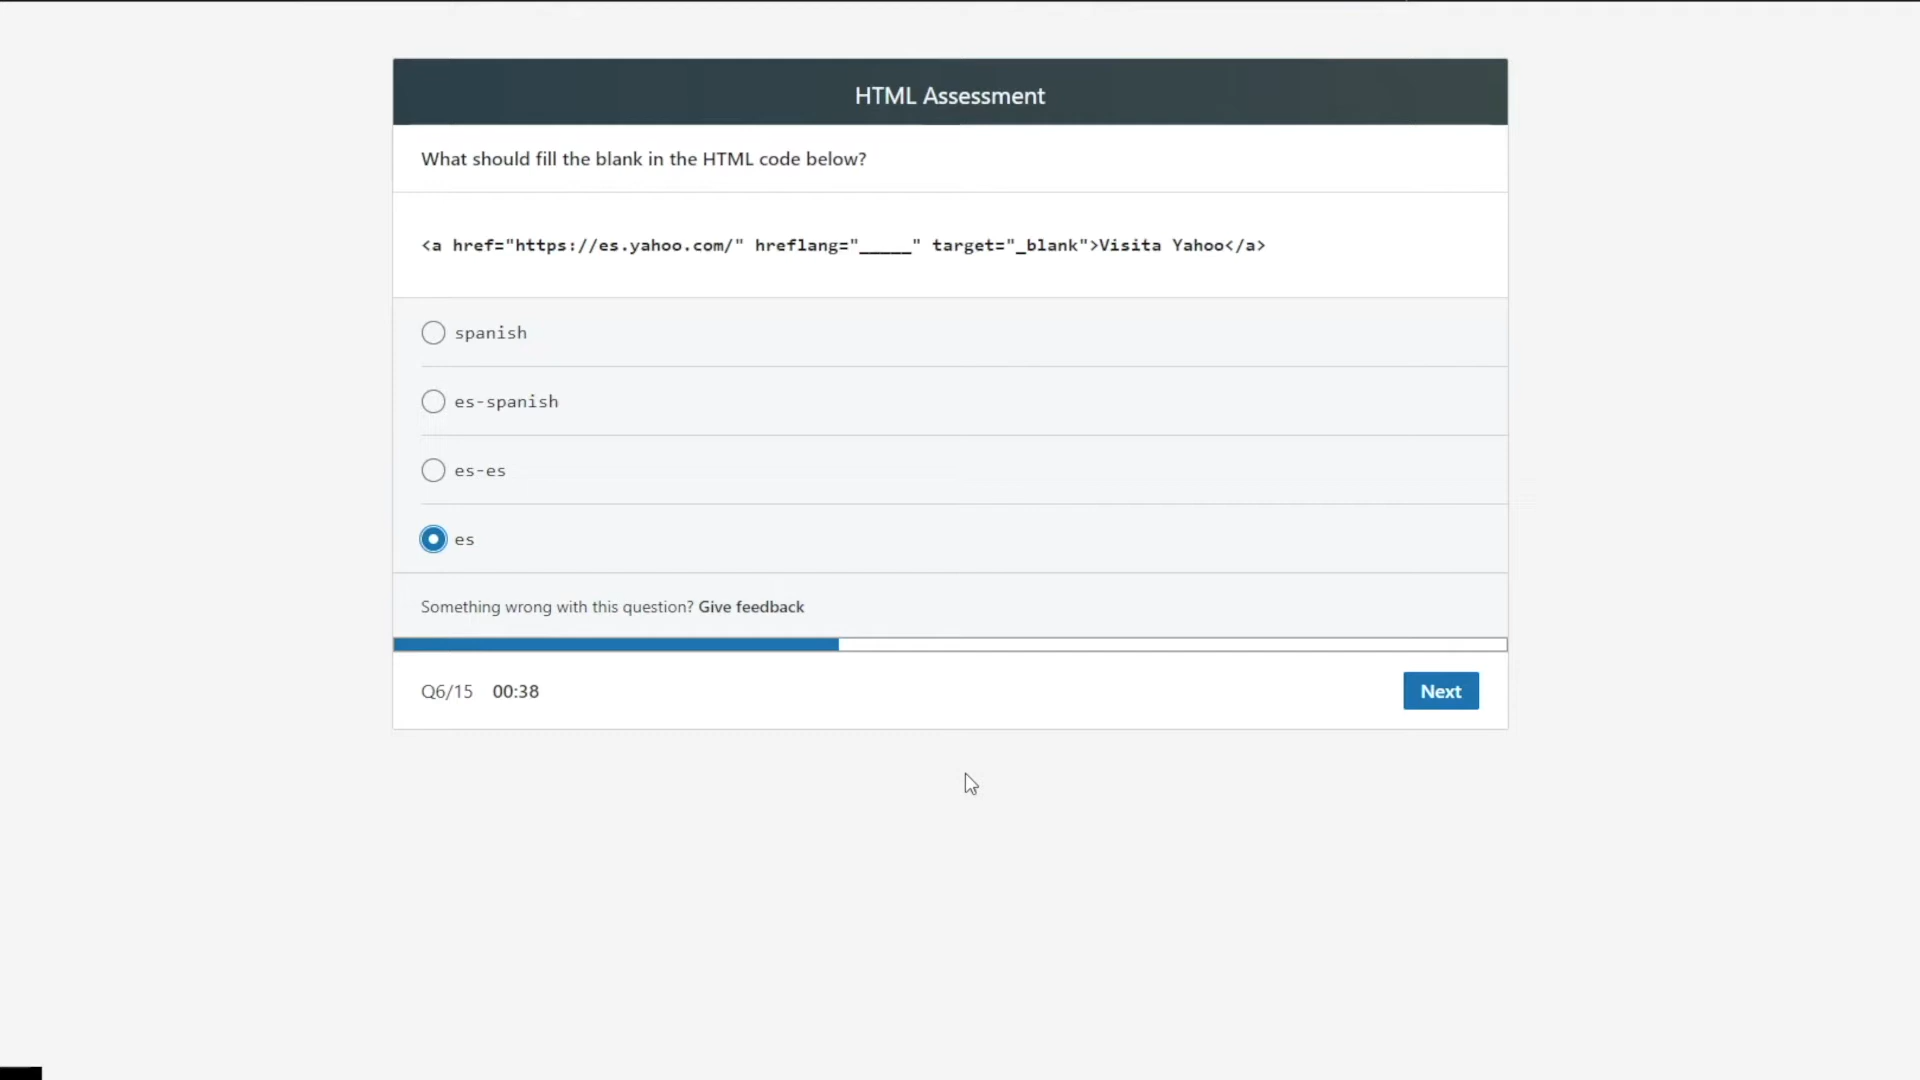 HTML Assessment
What should fill the blank in the HTML code below?
<a href="https://es.yahoo.com/" hreflang="_____" target="_blank">Visita Yahoo</a>
spanish
es-spanish
es-es
es
Something wrong with this question? Give feedback
Q6/15 00:38
Next